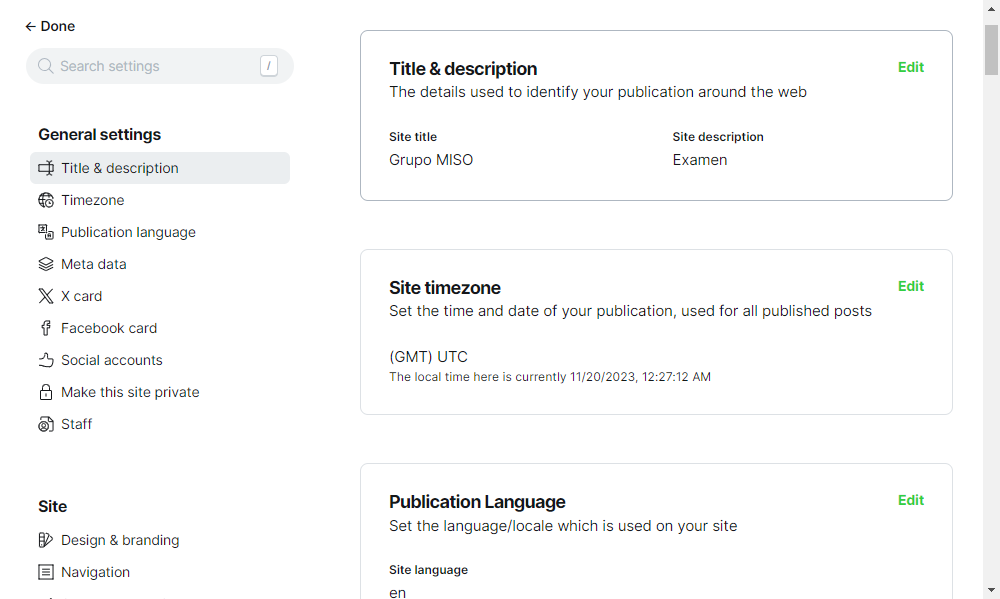 ← Done
Search settings /
General settings
Title & description
Timezone
Publication language
Meta data
X card
Facebook card
Social accounts
Make this site private
Staff
Site
Design & branding
Navigation
Title & description
Edit
The details used to identify your publication around the web
Site title
Grupo MISO
Site description
Examen
Site timezone
Edit
Set the time and date of your publication, used for all published posts
(GMT) UTC
The local time here is currently 11/20/2023, 12:27:12 AM
Publication Language
Edit
Set the language/locale which is used on your site
Site language
en